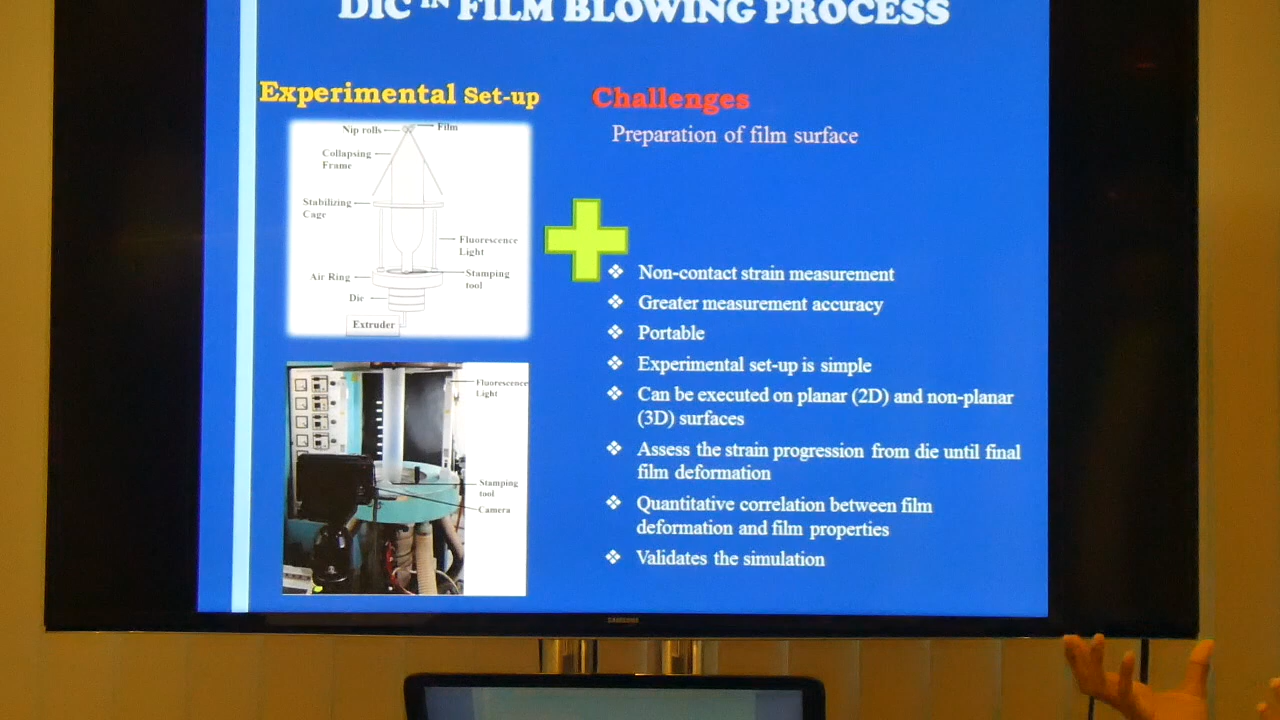 DIC IN FILM BLOWING PROCESS
Experimental Set-up
Nip rolls
Film
Collapsing
Frame
Stabilizing
Cage
Fluorescence
Light
Air Ring
Stamping
tool
Die
Extruder
Fluorescence
Light
Stamping
tool
Camera
Challenges
Preparation of film surface
Non-contact strain measurement
Greater measurement accuracy
Portable
Experimental set-up is simple
Can be executed on planar (2D) and non-planar
(3D) surfaces
Assess the strain progression from die until final
film deformation
Quantitative correlation between film
deformation and film properties
Validates the simulation
SAMSUNG